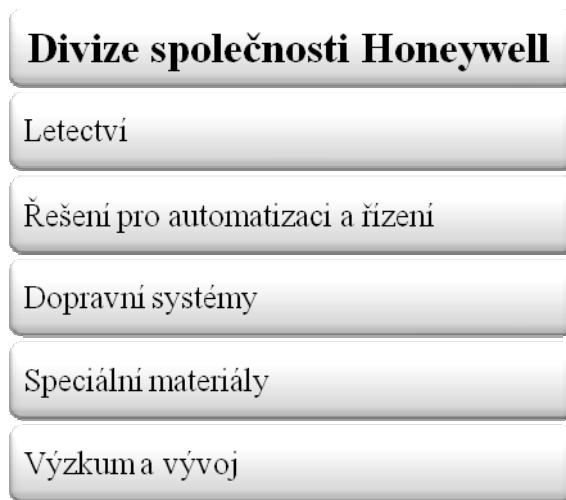 Divize společnosti Honeywell
Letectví
Řešení pro automatizaci a řízení
Dopravní systémy
Speciální materiály
Výzkum a vývoj